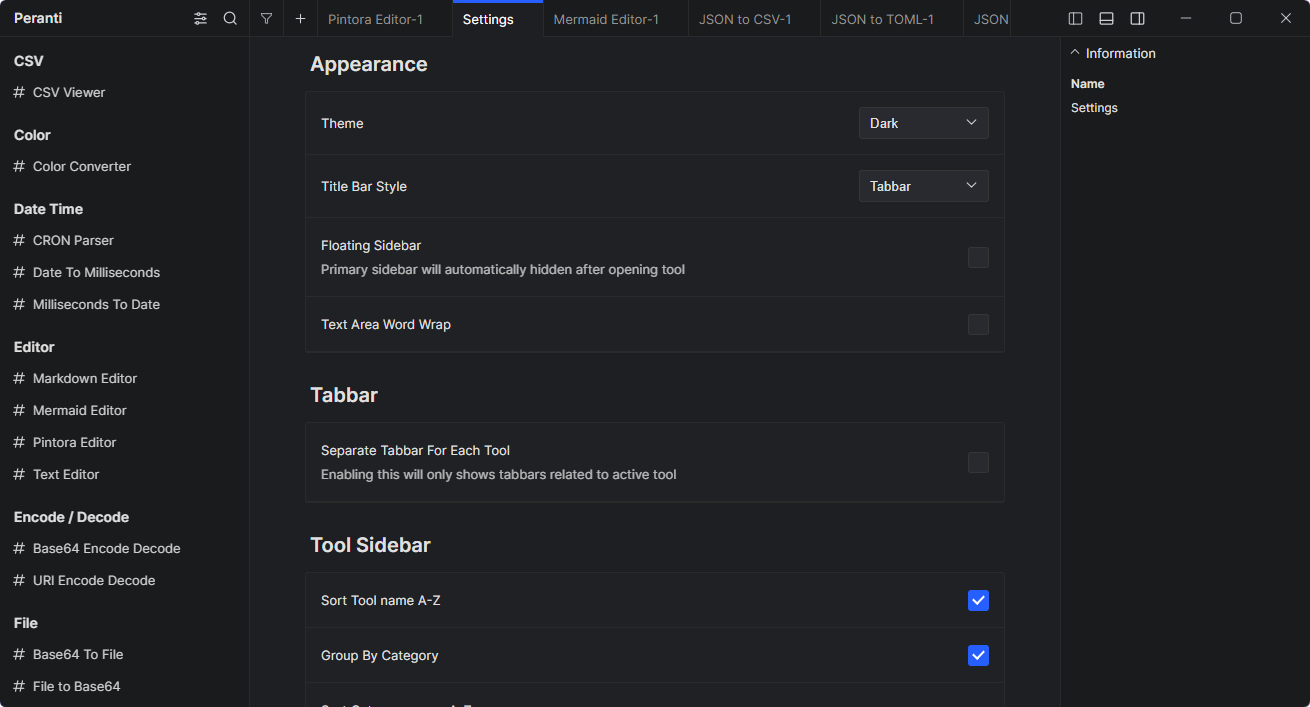 Peranti
Pintora Editor-1
Settings
Mermaid Editor-1
JSON to CSV-1
JSON to TOML-1
JSON
CSV
# CSV Viewer
Color
# Color Converter
Date Time
# CRON Parser
# Date To Milliseconds
# Milliseconds To Date
Editor
# Markdown Editor
# Mermaid Editor
# Pintora Editor
# Text Editor
Encode / Decode
# Base64 Encode Decode
# URI Encode Decode
File
# Base64 To File
# File to Base64
Appearance
Theme
Dark
Title Bar Style
Tabbar
Floating Sidebar
Primary sidebar will automatically hidden after opening tool
Text Area Word Wrap
Tabbar
Separate Tabbar For Each Tool
Enabling this will only shows tabbars related to active tool
Tool Sidebar
Sort Tool name A-Z
Group By Category
Information
Name
Settings